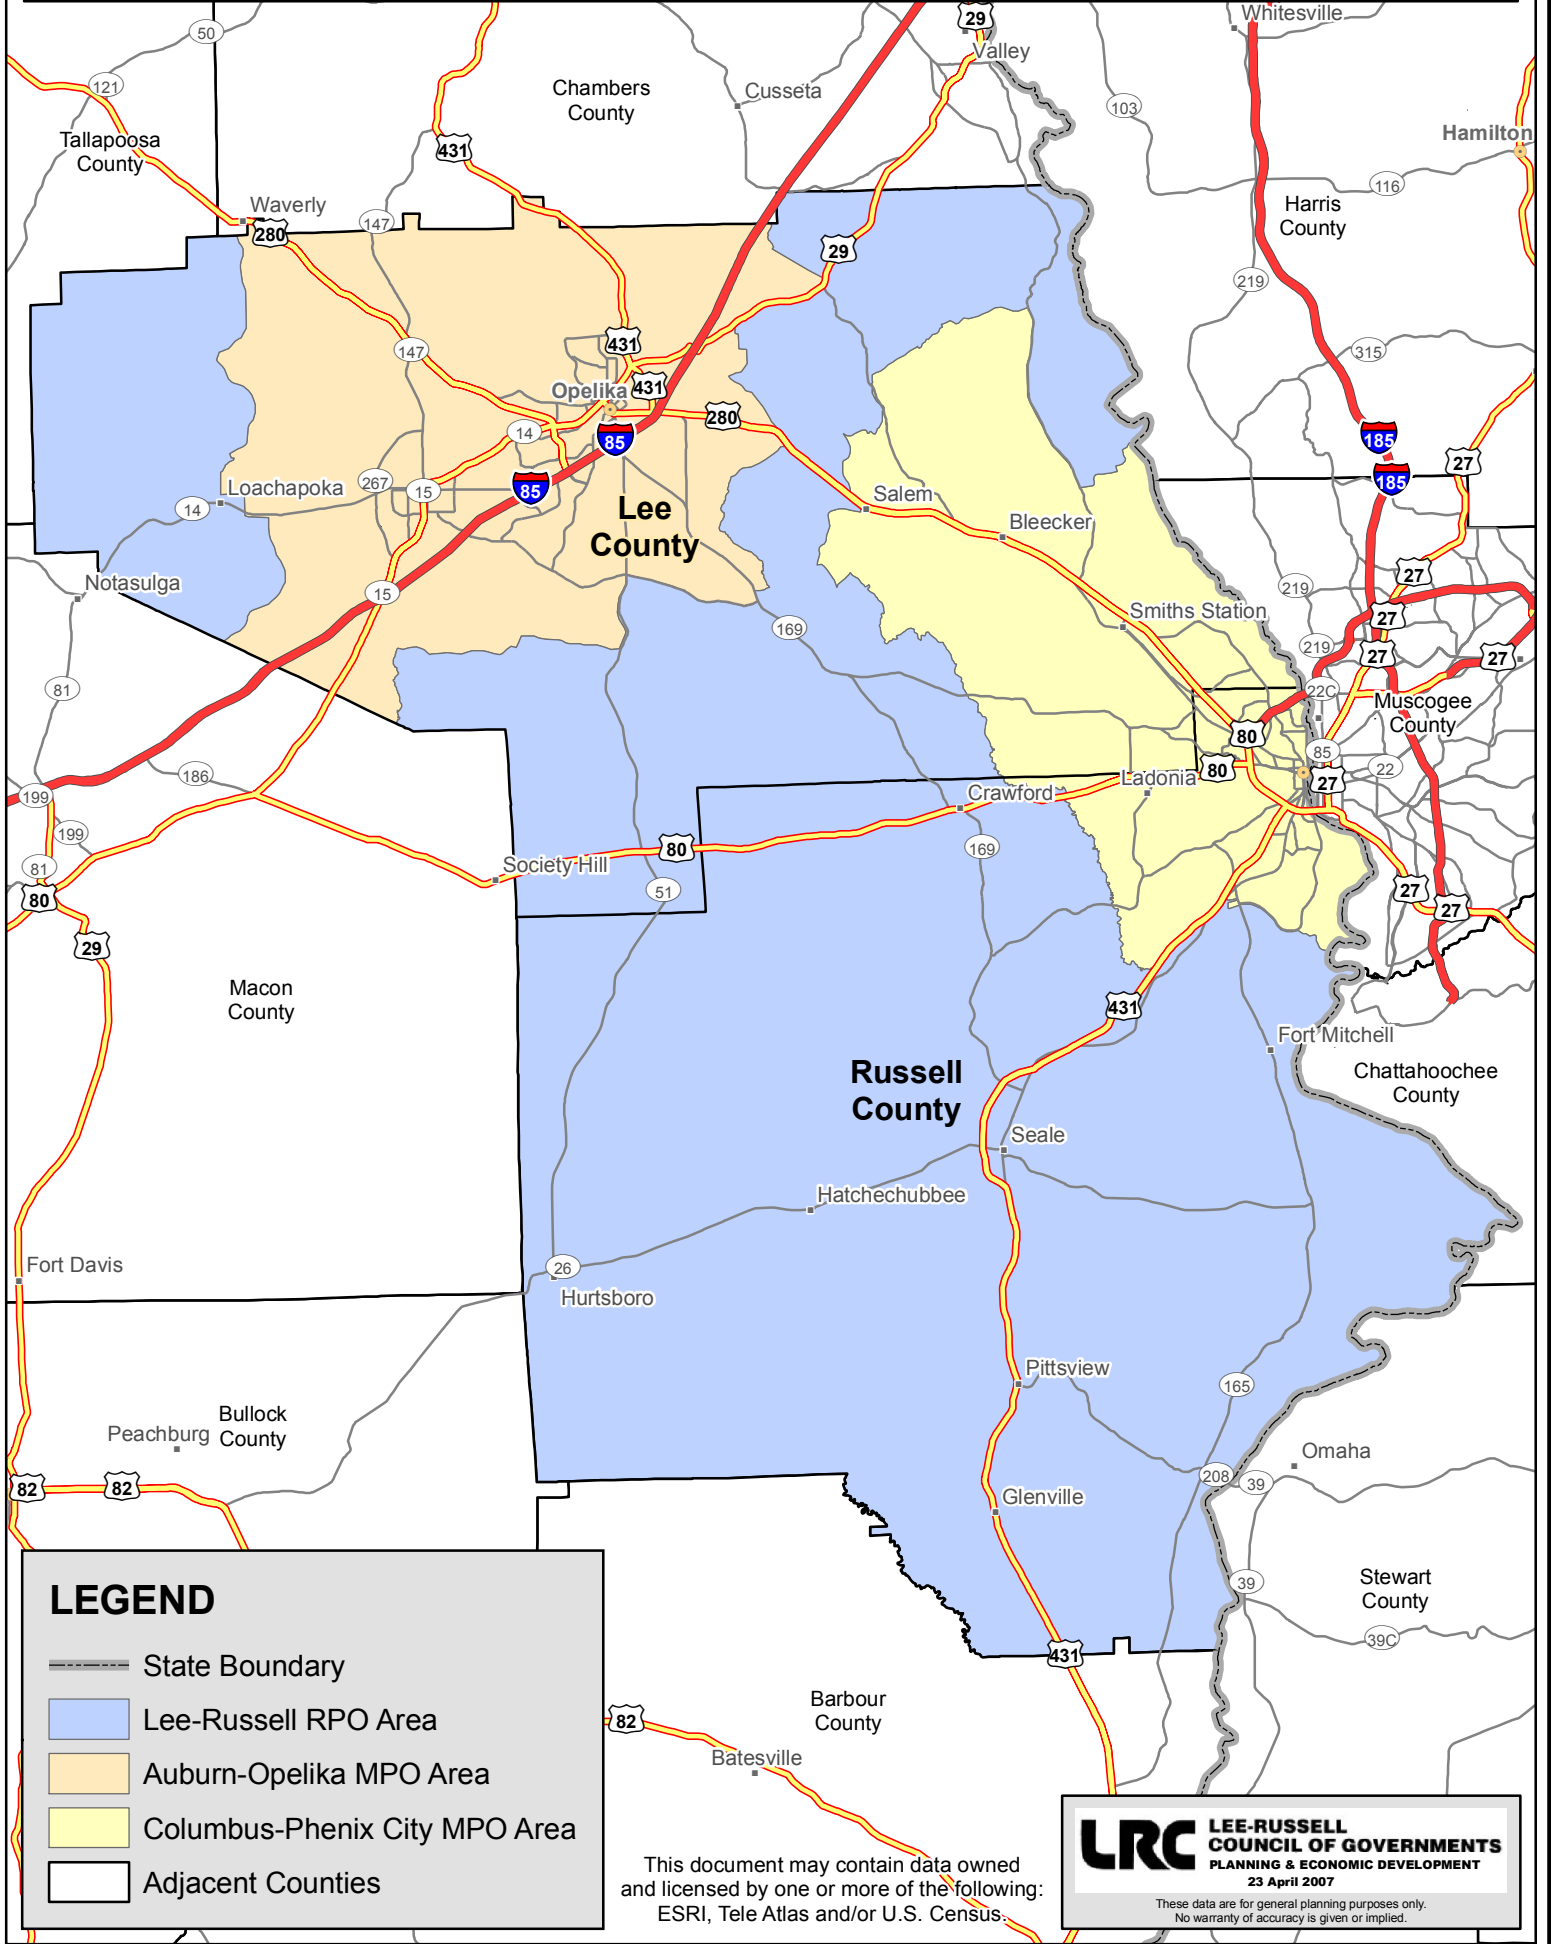 50
29
Whitesville
Valley
121
Chambers
County
Cusseta
103
Tallapoosa
County
431
Hamilton
116
Waverly
147
Harris
County
280
29
219
431
147
315
Opelika
431
280
14
85
185
27
185
267
15
85
Loachapoka
Salem
14
Lee
County
Bleecker
27
Notasulga
15
219
Smiths Station
27
169
219
27
27
81
22C
Muscogee
County
80
85
186
80
22
Ladonia
27
199
Crawford
199
80
169
81
Society Hill
51
80
27
27
29
Macon
County
431
Fort Mitchell
Russell
County
Chattahoochee
County
Seale
Hatchechubbee
Fort Davis
26
Hurtsboro
Pittsview
165
Bullock
County
Peachburg
Omaha
208
39
82
82
Glenville
39
Stewart
County
39C
431
LEGEND
State Boundary
Lee-Russell RPO Area
Auburn-Opelika MPO Area
Columbus-Phenix City MPO Area
Adjacent Counties
Barbour
County
82
Batesville
This document may contain data owned
and licensed by one or more of the following:
ESRI, Tele Atlas and/or U.S. Census.
LRC
LEE-RUSSELL
COUNCIL OF GOVERNMENTS
PLANNING & ECONOMIC DEVELOPMENT
23 April 2007
These data are for general planning purposes only.
No warranty of accuracy is given or implied.